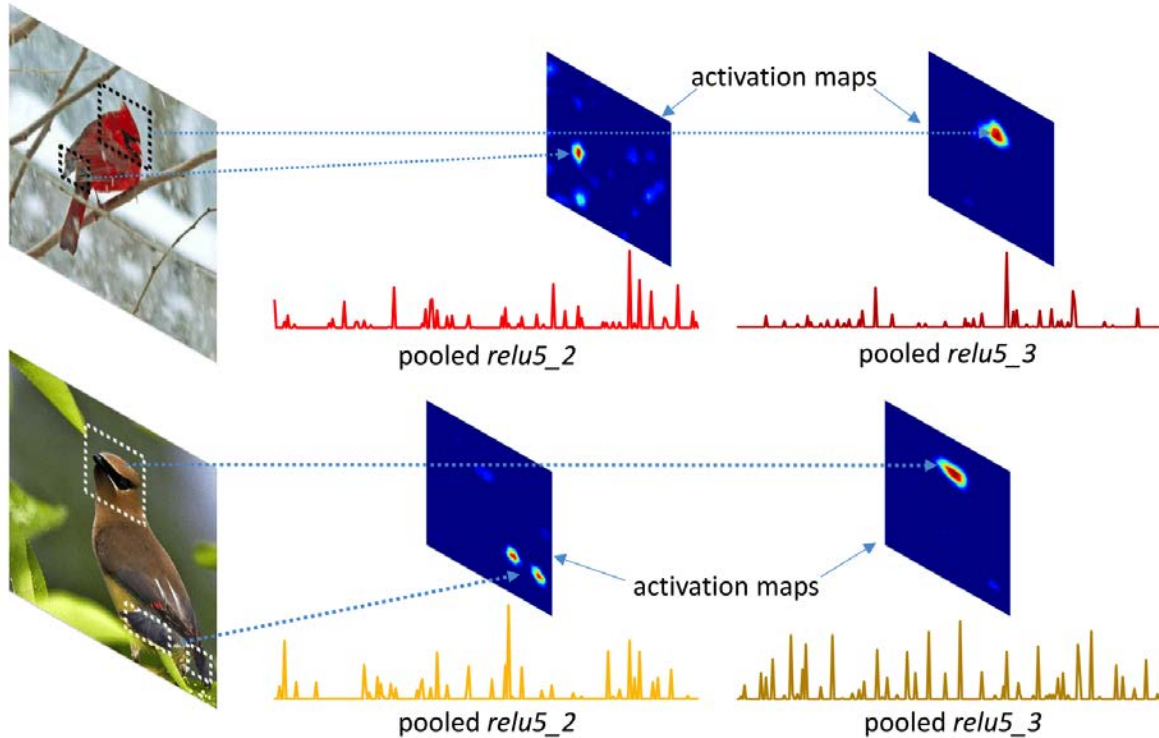 activation maps
pooled relu5_2
pooled relu5_3
activation maps
pooled relu5_2
pooled relu5_3